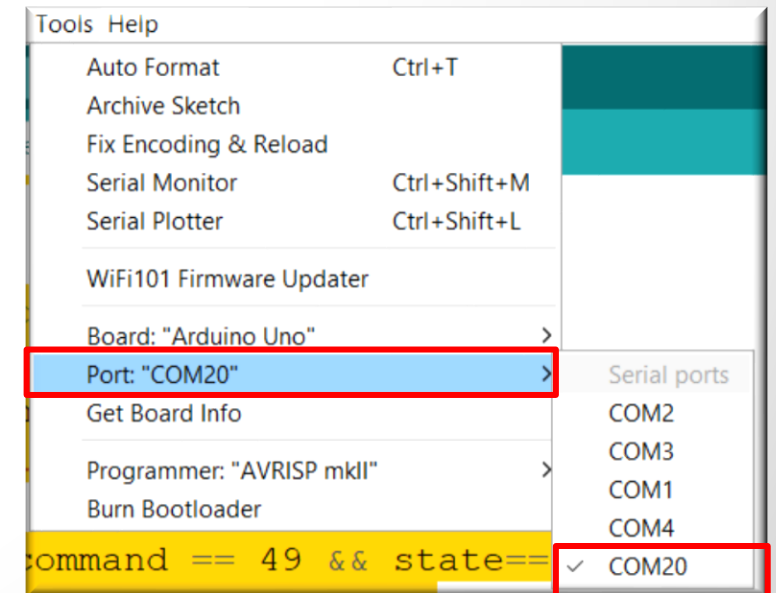 Tools Help
Auto Format Ctrl+T
Archive Sketch
Fix Encoding & Reload
Serial Monitor Ctrl+Shift+M
Serial Plotter Ctrl+Shift+L
WiFi101 Firmware Updater
Board: "Arduino Uno"
Port: "COM20"
Get Board Info
Programmer: "AVRISP mkII"
Burn Bootloader
Serial ports
COM2
COM3
COM1
COM4
COM20
command == 49 && state==